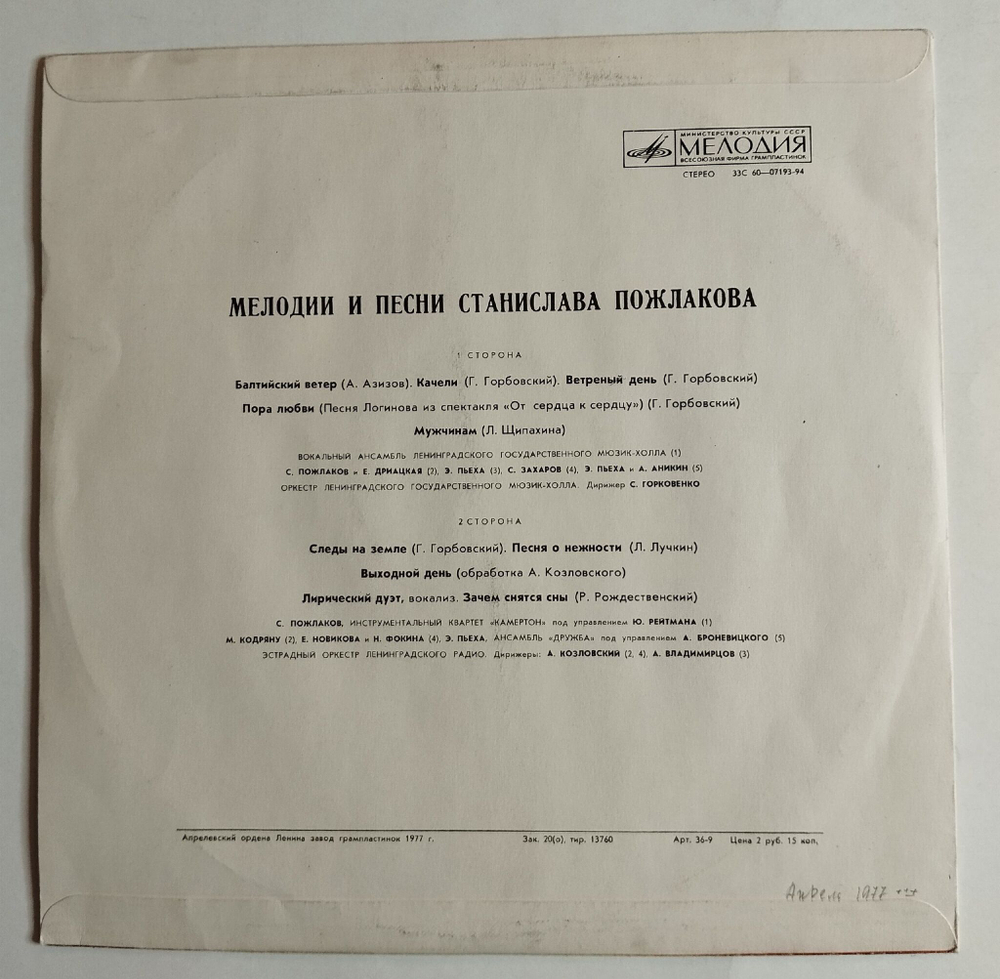 МИНИСТЕРСТВО КУЛЬТУРЫ СССР
МЕЛОДИЯ
ВСЕСОЮЗНАЯ ФИРМА ГРАМПЛАСТИНОК
СТЕРЕО 33С 60—07193-94
МЕЛОДИИ И ПЕСНИ СТАНИСЛАВА ПОЖЛАКОВА
1 СТОРОНА
Балтийский ветер (А. Азизов). Качели (Г. Горбовский). Ветреный день (Г. Горбовский)
Пора любви (Песня Логинова из спектакля «От сердца к сердцу») (Г. Горбовский)
Мужчинам (Л. Щипахина)
ВОКАЛЬНЫЙ АНСАМБЛЬ ЛЕНИНГРАДСКОГО ГОСУДАРСТВЕННОГО МЮЗИК-ХОЛЛА (1)
С. ПОЖЛАКОВ и Е. ДРИАЦКАЯ (2), Э. ПЬЕХА (3), С. ЗАХАРОВ (4), Э. ПЬЕХА и А. АНИКИН (5)
ОРКЕСТР ЛЕНИНГРАДСКОГО ГОСУДАРСТВЕННОГО МЮЗИК-ХОЛЛА. Дирижер С. ГОРКОВЕНКО
2 СТОРОНА
Следы на земле (Г. Горбовский). Песня о нежности (Л. Лучкин)
Выходной день (обработка А. Козловского)
Лирический дуэт, вокализ. Зачем снятся сны (Р. Рождественский)
С. ПОЖЛАКОВ, ИНСТРУМЕНТАЛЬНЫЙ КВАРТЕТ «КАМЕРТОН» под управлением Ю. РЕЙТМАНА (1)
М. КОДРЯНУ (2), Е. НОВИКОВА и Н. ФОКИНА (4), Э. ПЬЕХА, АНСАМБЛЬ «ДРУЖБА» под управлением А. БРОНЕВИЦКОГО (5)
ЭСТРАДНЫЙ ОРКЕСТР ЛЕНИНГРАДСКОГО РАДИО. Дирижеры: А. КОЗЛОВСКИЙ (2, 4), А. ВЛАДИМИРЦОВ (3)
Апрелевский ордена Ленина завод грампластинок 1977 г. Зак. 20(о). тир. 13760 Арт. 36-9 Цена 2 руб. 15 коп.
Апрель 1977